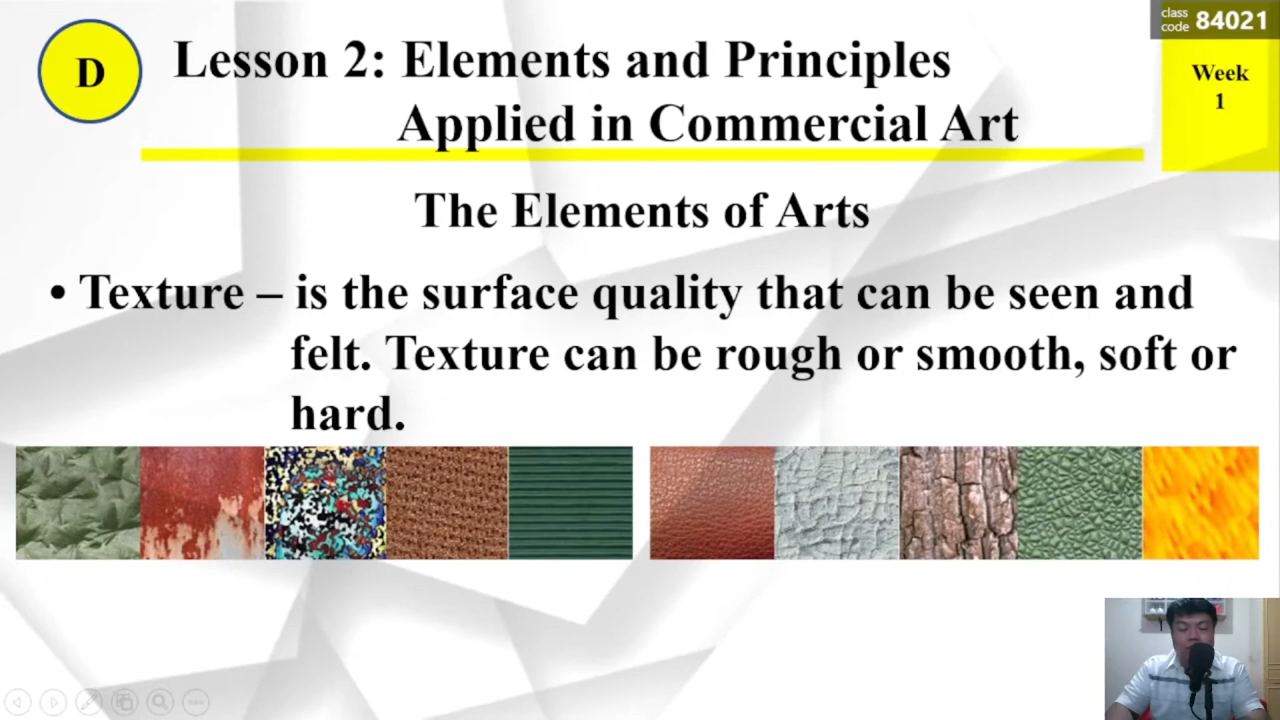 class
code 84021
D
Lesson 2: Elements and Principles
Applied in Commercial Art
Week
1
The Elements of Arts
• Texture – is the surface quality that can be seen and
felt. Texture can be rough or smooth, soft or
hard.